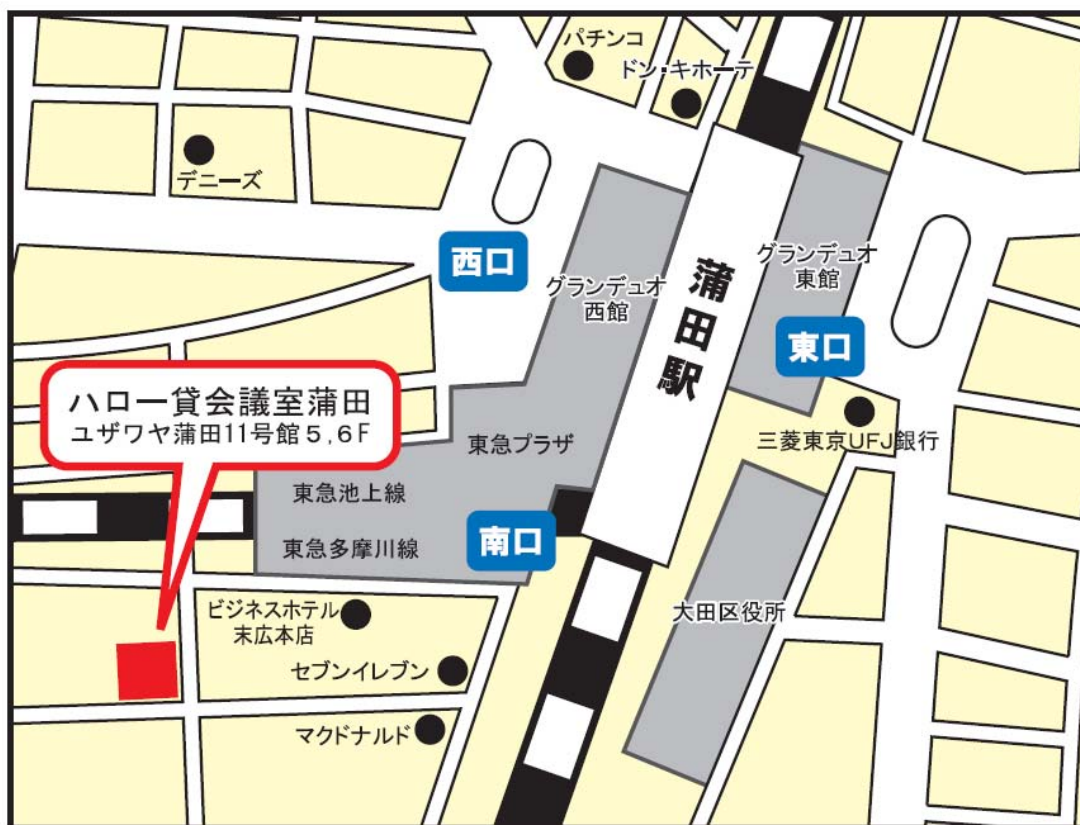 パチンコ
ドン・キホーテ
デニーズ
西口
グランデュオ
西館
蒲田駅
グランデュオ
東館
東口
ハロー貸会議室蒲田
ユザワヤ蒲田11号館5,6F
東急プラザ
三菱東京UFJ銀行
東急池上線
東急多摩川線
南口
ビジネスホテル
末広本店
大田区役所
セブンイレブン
マクドナルド